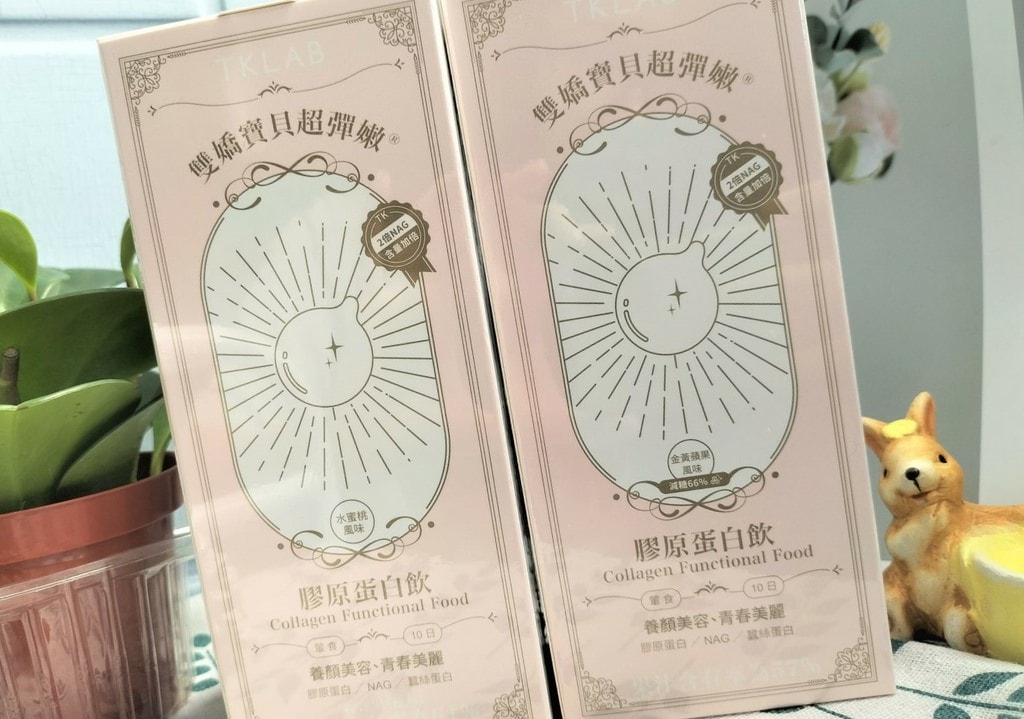 TKLAB
雙嬌寶貝超彈嫩®
TK
2倍NAG
含量加倍
水蜜桃
風味
膠原蛋白飲
Collagen Functional Food
葷食
10日
養顏美容、青春美麗
膠原蛋白/NAG/蠶絲蛋白
TKLAB
雙嬌寶貝超彈嫩®
TK
2倍NAG
含量加倍
金黃蘋果
風味
減糖66%
膠原蛋白飲
Collagen Functional Food
葷食
10日
養顏美容、青春美麗
膠原蛋白/NAG/蠶絲蛋白